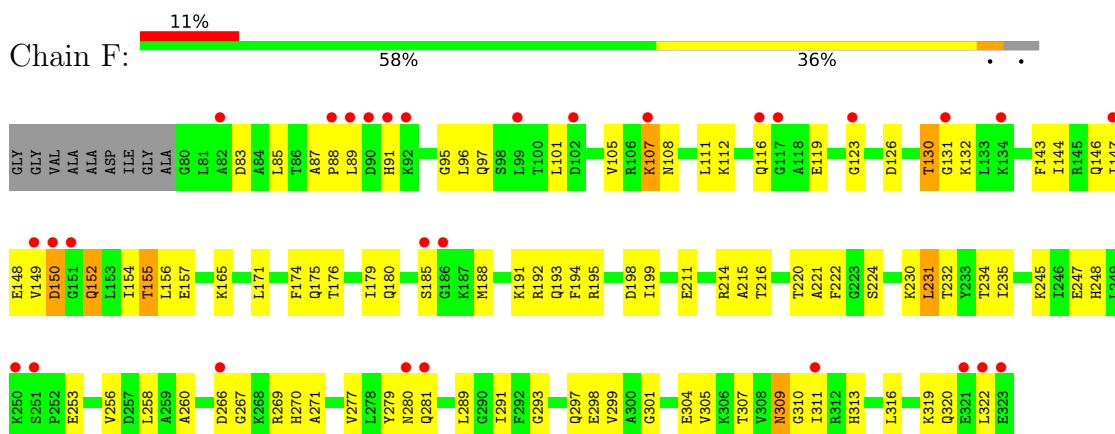 Chain F:
11%
58% 36% . .
GLY GLY VAL ALA ALA ASP ILE GLY ALA G80 L81 A82 D83 A84 L85 T86 A87 P88 L89 D90 H91 K92 G95 L96 Q97 S98 L99 T100 L101 D102 V105 R106 K107 N108 L111 K112 Q116 G117 A118 E119 G123 D126 T130 G131 K132 L133 K134 F143 I144 R145 Q146
E148 V149 D150 G151 Q152 L153 I154 T155 L156 E157 K165 L171 F174 Q175 T176 I179 Q180 S185 G186 K187 M188 K191 R192 Q193 F194 R195 D198 I199 E211 R214 A215 T216 T220 A221 F222 G223 S224 K230 L231 T232 Y233 T234 I235 K245 I246 E247 H248
K250 S251 P252 E253 V256 D257 L258 A259 A260 D266 G267 K268 R269 H270 A271 V277 L278 Y279 N280 Q281 L289 G290 I291 F292 G293 Q297 E298 V299 A300 G301 E304 V305 K306 T307 V308 N309 G310 I311 R312 H313 L316 K319 Q320 E321 L322 E323